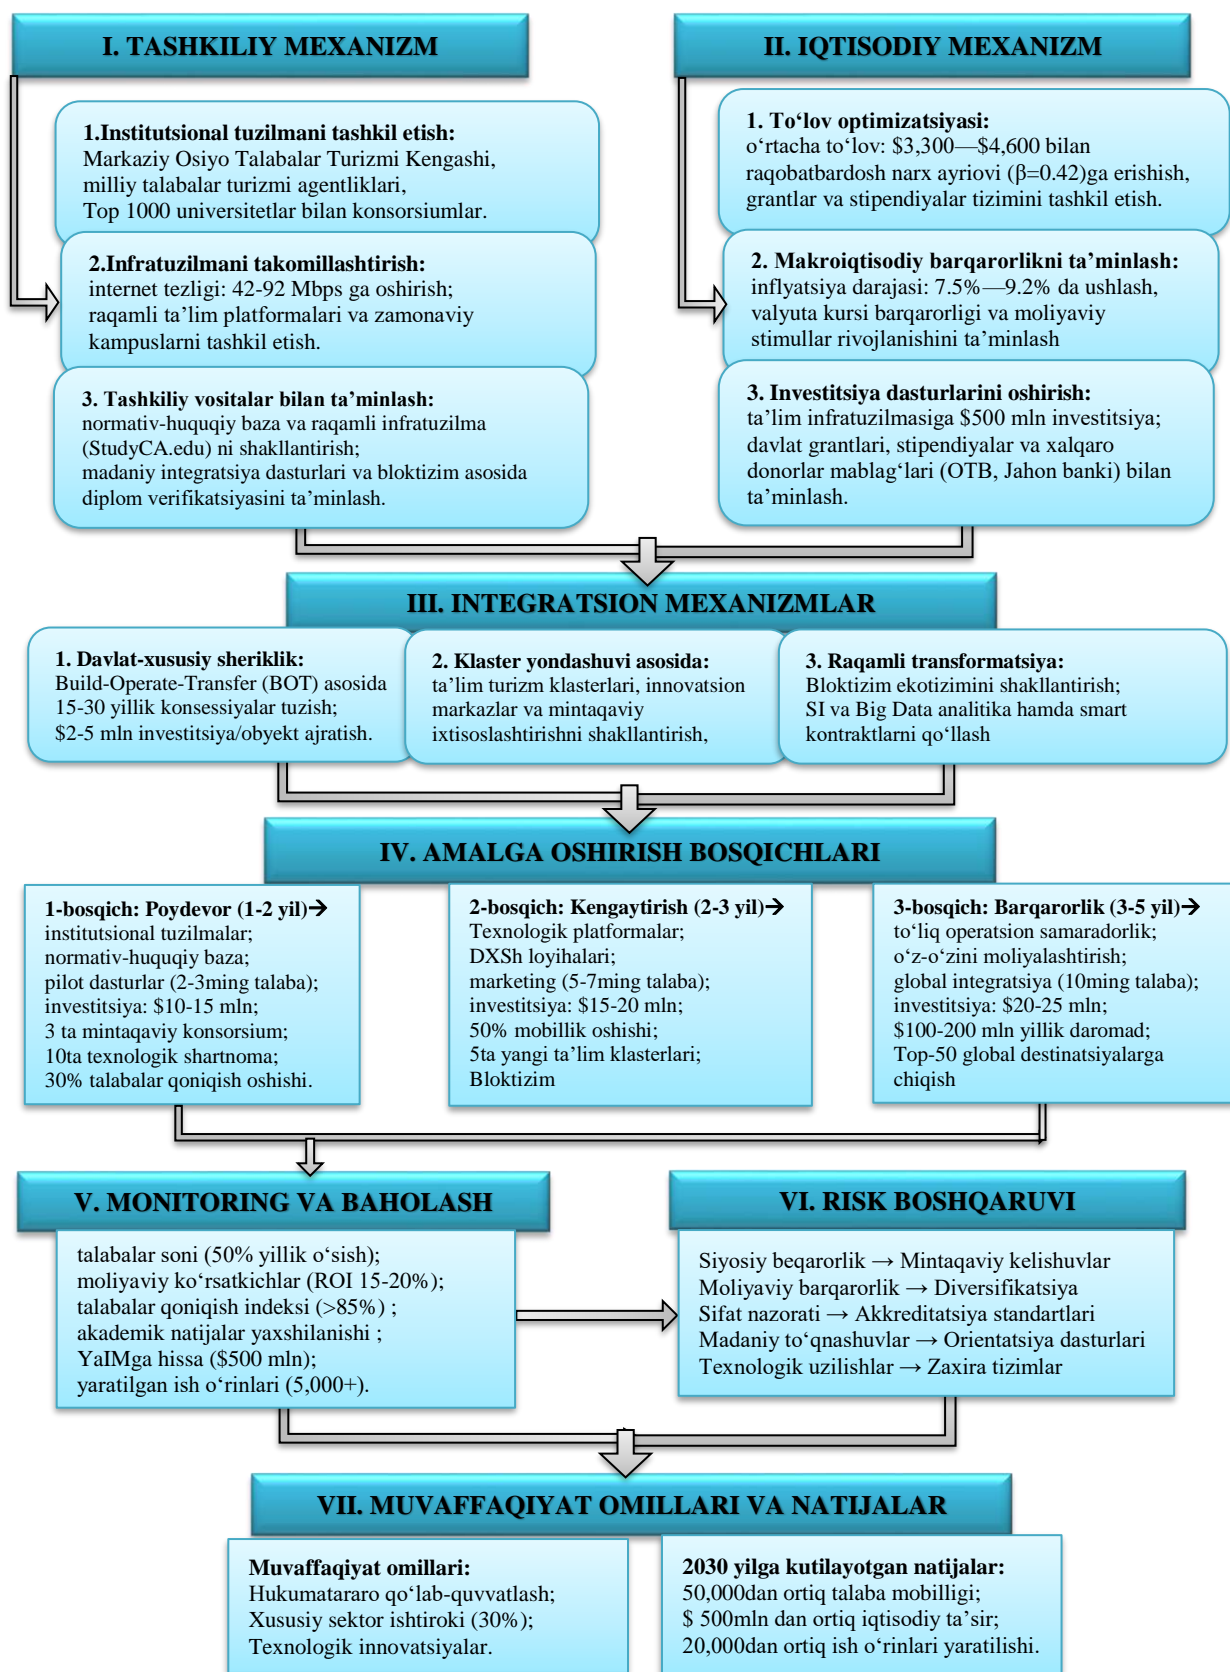 I. TASHKILIY MEXANIZM
1.Institutsional tuzilmani tashkil etish:
Markaziy Osiyo Talabalar Turizmi Kengashi,
milliy talabalar turizmi agentliklari,
Top 1000 universitetlar bilan konsorsiumlar.
2.Infratuzilmani takomillashtirish:
internet tezligi: 42-92 Mbps ga oshirish;
raqamli ta’lim platformalari va zamonaviy
kampuslarni tashkil etish.
3. Tashkiliy vositalar bilan ta’minlash:
normativ-huquqiy baza va raqamli infratuzilma
(StudyCA.edu) ni shakllantirish;
madaniy integratsiya dasturlari va bloktizim asosida
diplom verifikatsiyasini ta’minlash.
II. IQTISODIY MEXANIZM
1. To‘lov optimizatsiyasi:
o‘rtacha to‘lov: $3,300—$4,600 bilan
raqobatbardosh narx ayriovi (β=0.42)ga erishish,
grantlar va stipendiyalar tizimini tashkil etish.
2. Makroiqtisodiy barqarorlikni ta’minlash:
inflyatsiya darajasi: 7.5%—9.2% da ushlash,
valyuta kursi barqarorligi va moliyaviy
stimullar rivojlanishini ta’minlash
3. Investitsiya dasturlarini oshirish:
ta’lim infratuzilmasiga $500 mln investitsiya;
davlat grantlari, stipendiyalar va xalqaro
donorlar mablag‘lari (OTB, Jahon banki) bilan
ta’minlash.
III. INTEGRATSION MEXANIZMLAR
1. Davlat-xususiy sheriklik:
Build-Operate-Transfer (BOT) asosida
15-30 yillik konsessiyalar tuzish;
$2-5 mln investitsiya/obyekt ajratish.
2. Klaster yondashuvi asosida:
ta’lim turizm klasterlari, innovatsion
markazlar va mintaqaviy
ixtisoslashtirishni shakllantirish,
3. Raqamli transformatsiya:
Bloktizim ekotizimini shakllantirish;
SI va Big Data analitika hamda smart
kontraktlarni qo‘llash
IV. AMALGA OSHIRISH BOSQICHLARI
1-bosqich: Poydevor (1-2 yil)→
institutsional tuzilmalar;
normativ-huquqiy baza;
pilot dasturlar (2-3ming talaba);
investitsiya: $10-15 mln;
3 ta mintaqaviy konsorsium;
10ta texnologik shartnoma;
30% talabalar qoniqish oshishi.
2-bosqich: Kengaytirish (2-3 yil)→
Texnologik platformalar;
DXSh loyihalari;
marketing (5-7ming talaba);
investitsiya: $15-20 mln;
50% mobillik oshishi;
5ta yangi ta’lim klasterlari;
Bloktizim
3-bosqich: Barqarorlik (3-5 yil)→
to‘liq operatsion samaradorlik;
o‘z-o‘zini moliyalashtirish;
global integratsiya (10ming talaba);
investitsiya: $20-25 mln;
$100-200 mln yillik daromad;
Top-50 global destinatsiyalarga
chiqish
V. MONITORING VA BAHOLASH
talabalar soni (50% yillik o‘sish);
moliyaviy ko‘rsatkichlar (ROI 15-20%);
talabalar qoniqish indeksi (>85%) ;
akademik natijalar yaxshilanishi ;
YaIMga hissa ($500 mln);
yaratilgan ish o‘rinlari (5,000+).
VI. RISK BOSHQARUVI
Siyosiy beqarorlik → Mintaqaviy kelishuvlar
Moliyaviy barqarorlik → Diversifikatsiya
Sifat nazorati → Akkreditatsiya standartlari
Madaniy to‘qnashuvlar → Orientatsiya dasturlari
Texnologik uzilishlar → Zaxira tizimlar
VII. MUVAFFAQIYAT OMILLARI VA NATIJALAR
Muvaffaqiyat omillari:
Hukumatararo qo‘lab-quvvatlash;
Xususiy sektor ishtiroki (30%);
Texnologik innovatsiyalar.
2030 yilga kutilayotgan natijalar:
50,000dan ortiq talaba mobilligi;
$ 500mln dan ortiq iqtisodiy ta’sir;
20,000dan ortiq ish o‘rinlari yaratilishi.